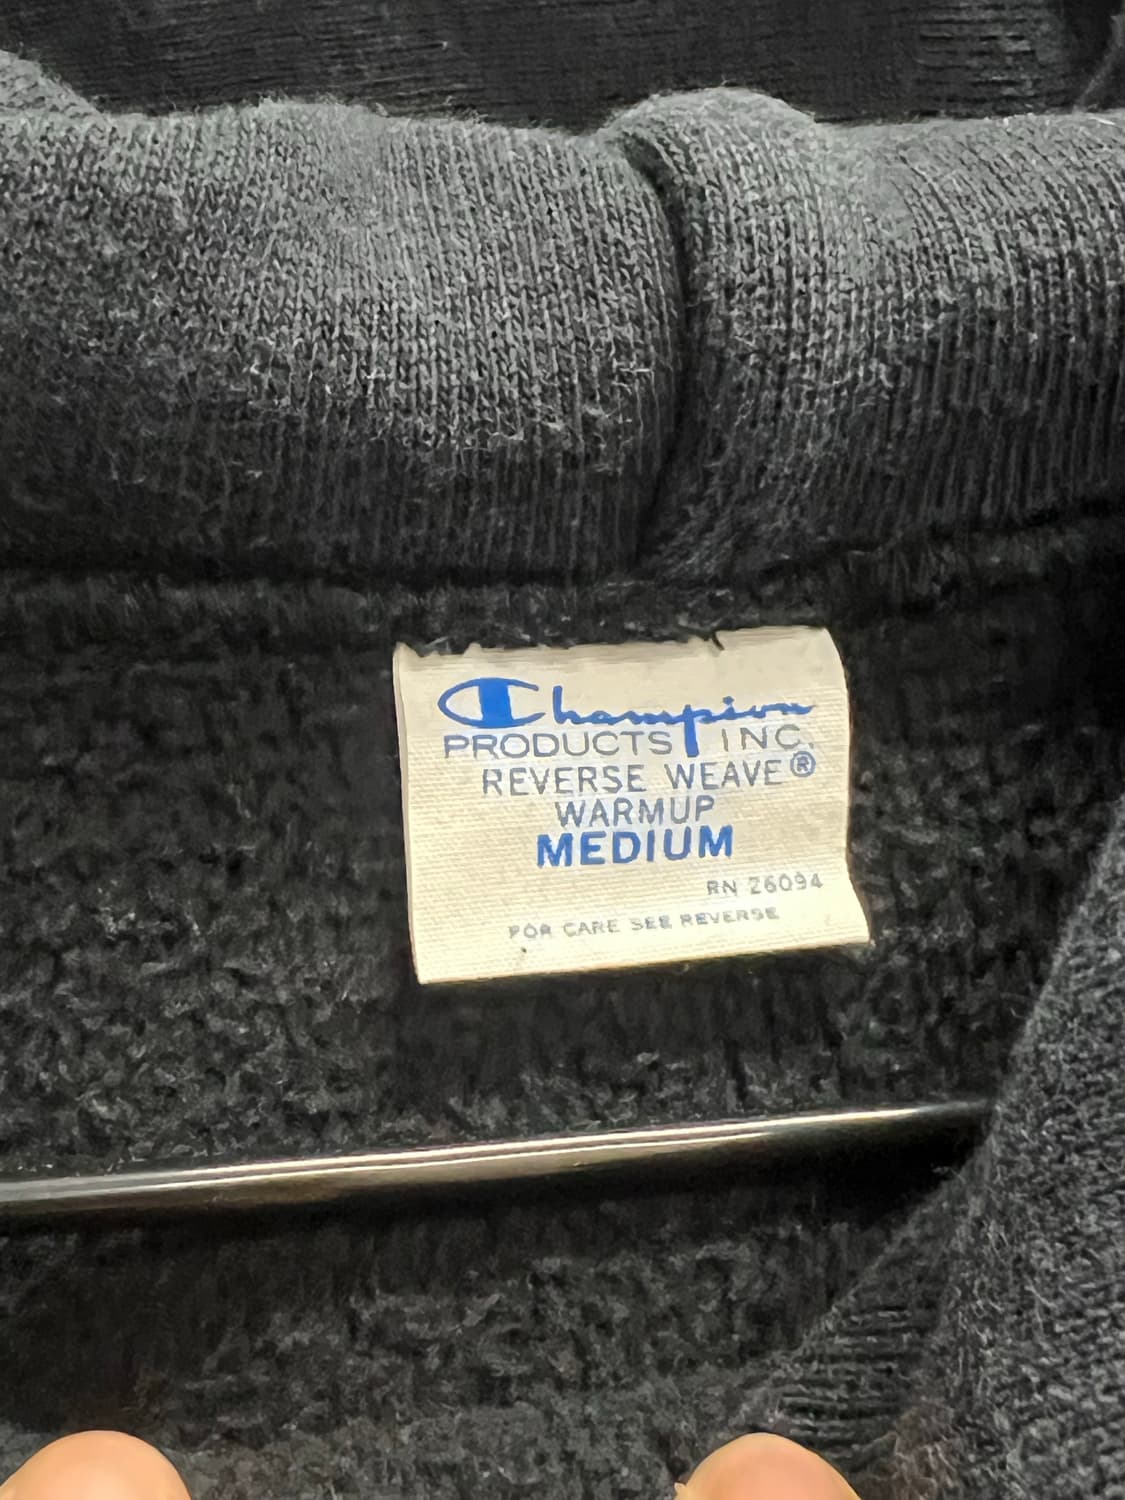 Champion
PRODUCTS INC.
REVERSE WEAVE®
WARMUP
MEDIUM
RN 26094
FOR CARE SEE REVERSE